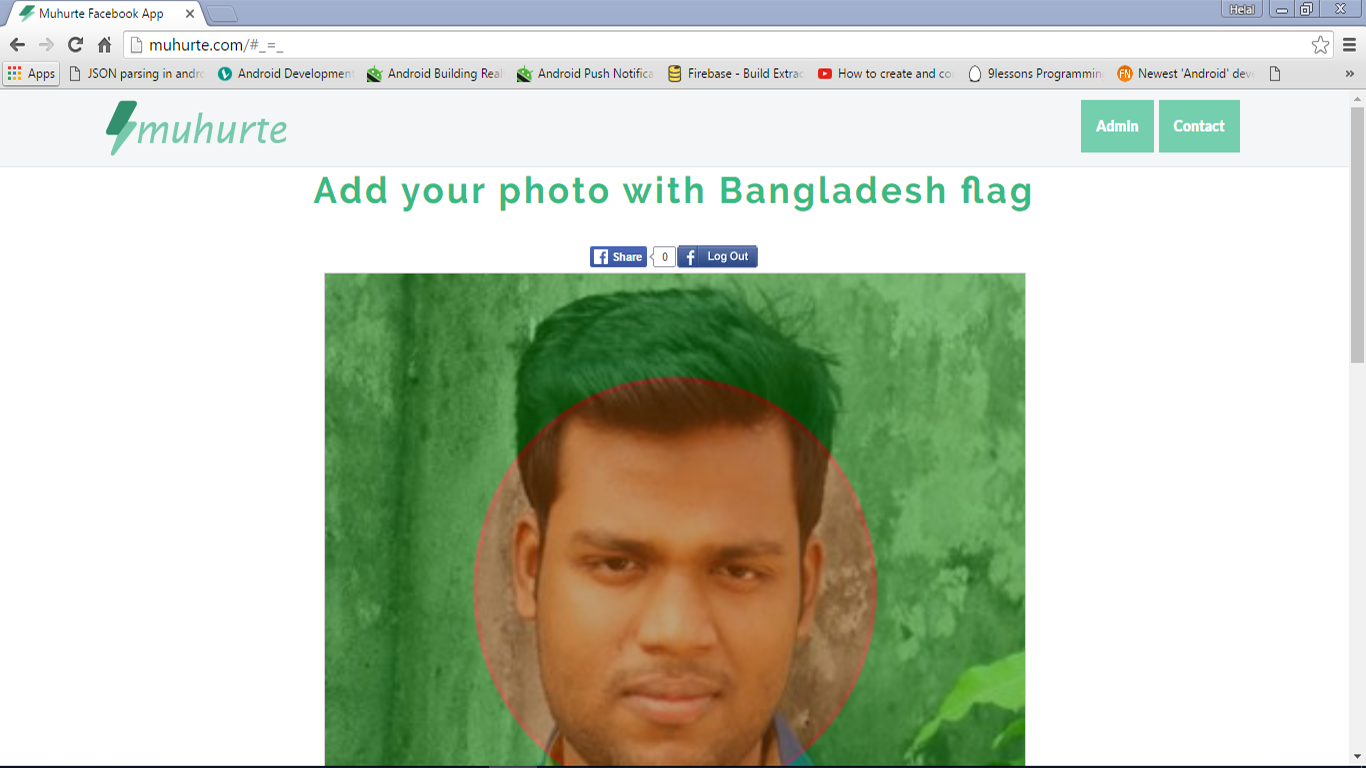 Muhurte Facebook App
Helal
muhurte.com/#_=_
Apps
JSON parsing in andro
Android Development
Android Building Real
Android Push Notifica
Firebase - Build Extrac
How to create and co
9lessons Programmin
Newest 'Android' dev
»
muhurte
Admin
Contact
Add your photo with Bangladesh flag
Share
0
Log Out